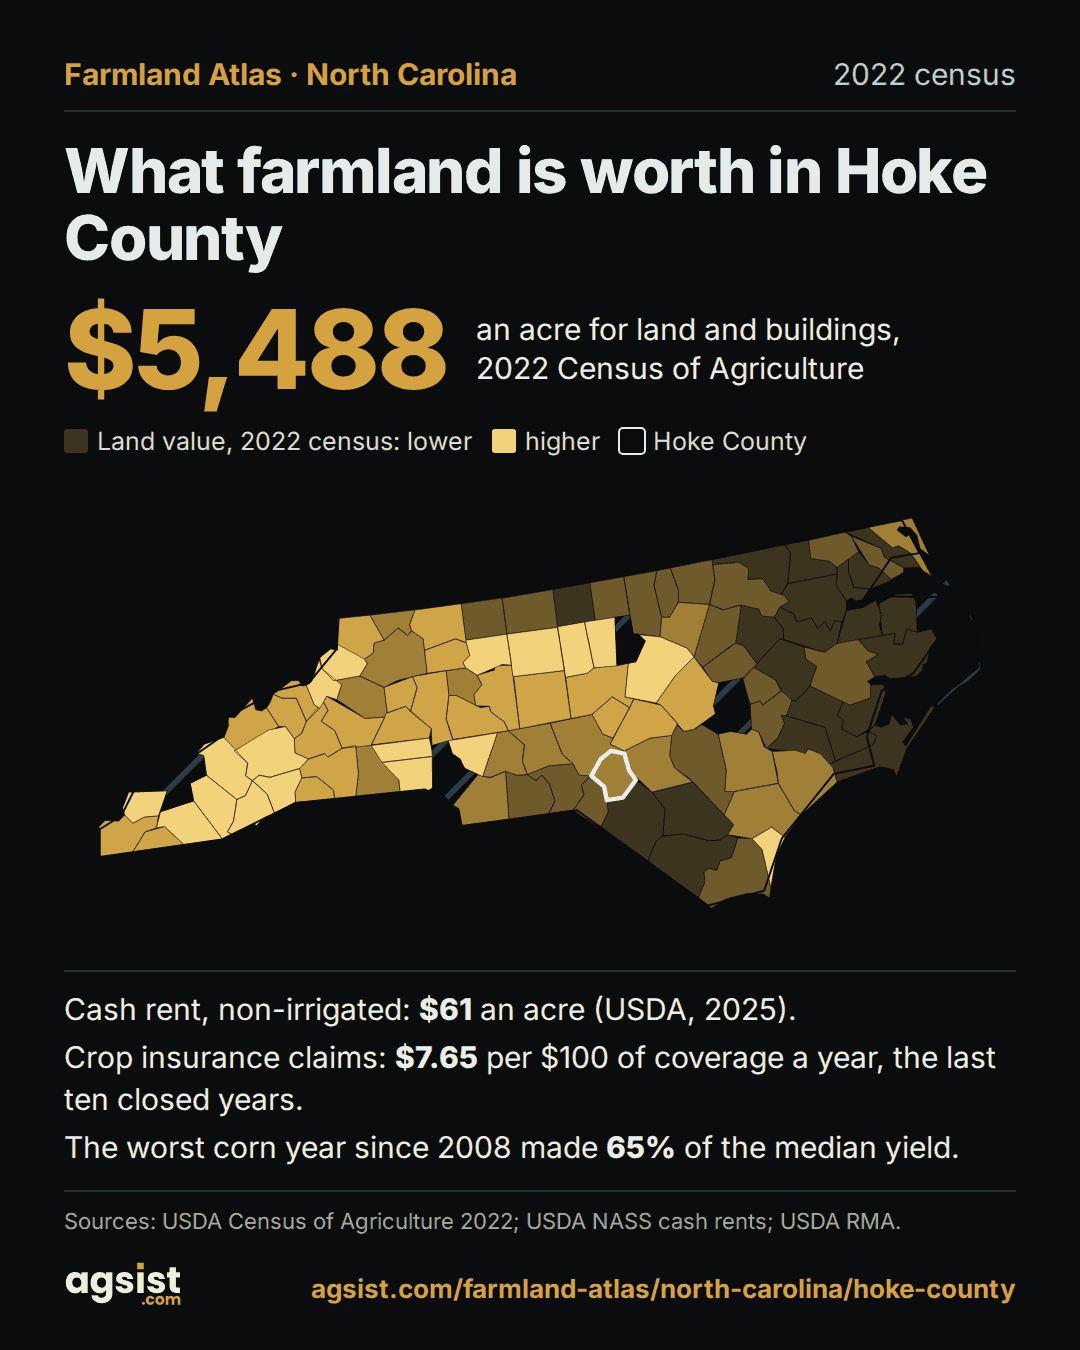 Farmland Atlas · North Carolina
2022 census
What farmland is worth in Hoke
County
$5,488
an acre for land and buildings,
2022 Census of Agriculture
Land value, 2022 census: lower
higher
Hoke County
Cash rent, non-irrigated: $61 an acre (USDA, 2025).
Crop insurance claims: $7.65 per $100 of coverage a year, the last
ten closed years.
The worst corn year since 2008 made 65% of the median yield.
Sources: USDA Census of Agriculture 2022; USDA NASS cash rents; USDA RMA.
agsist
.com
agsist.com/farmland-atlas/north-carolina/hoke-county